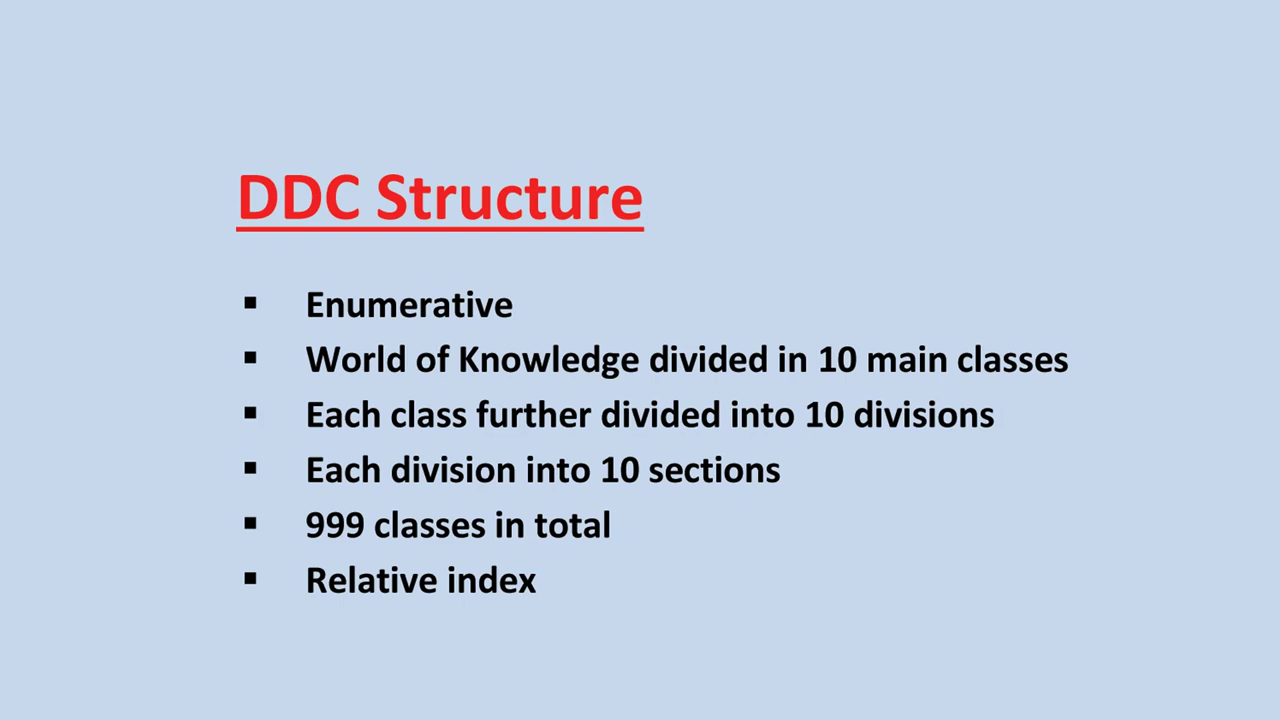 DDC Structure
▪ Enumerative
▪ World of Knowledge divided in 10 main classes
▪ Each class further divided into 10 divisions
▪ Each division into 10 sections
▪ 999 classes in total
▪ Relative index